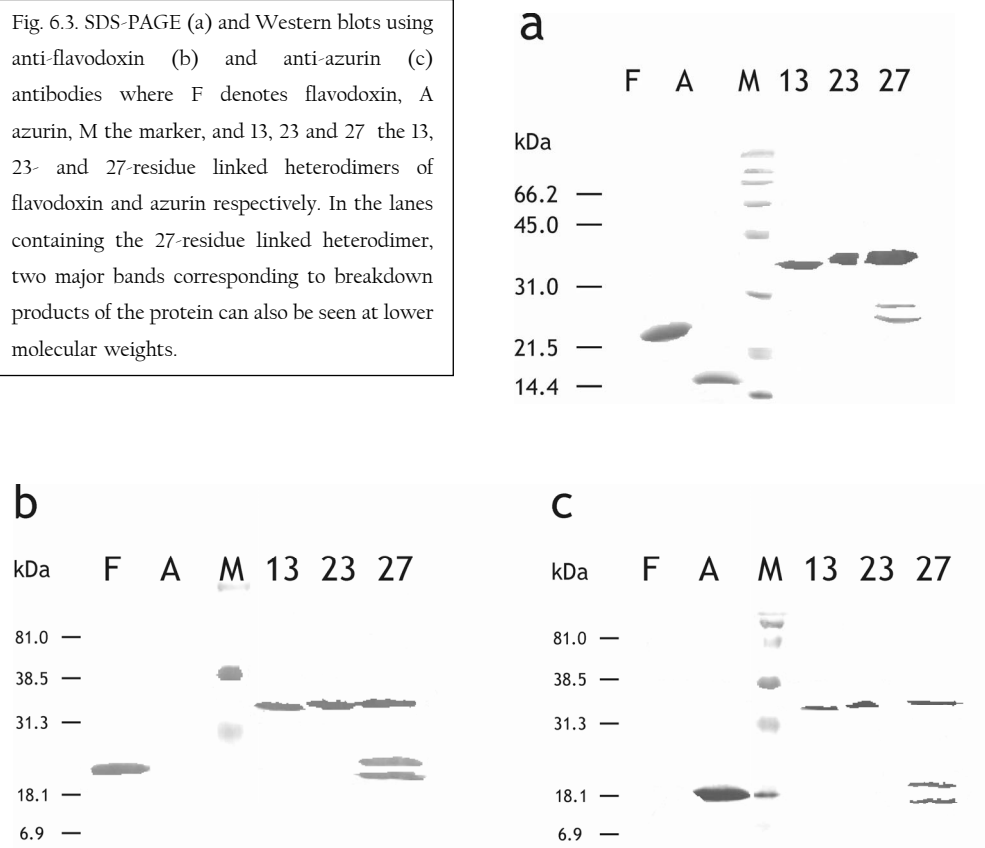 Fig. 6.3. SDS-PAGE (a) and Western blots using
anti-flavodoxin (b) and anti-azurin (c)
antibodies where F denotes flavodoxin, A
azurin, M the marker, and 13, 23 and 27 the 13,
23- and 27-residue linked heterodimers of
flavodoxin and azurin respectively. In the lanes
containing the 27-residue linked heterodimer,
two major bands corresponding to breakdown
products of the protein can also be seen at lower
molecular weights.
a
F A M 13 23 27
kDa
66.2
45.0
31.0
21.5
14.4
b
kDa F A M 13 23 27
81.0
38.5
31.3
18.1
6.9
c
kDa F A M 13 23 27
81.0
38.5
31.3
18.1
6.9